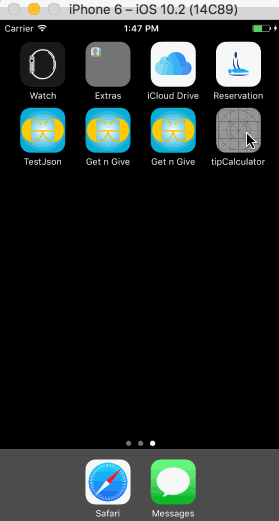 iPhone 6 – iOS 10.2 (14C89)
Carrier 1:47 PM
Watch Extras iCloud Drive Reservation
TestJson Get n Give Get n Give tipCalculator
Safari Messages